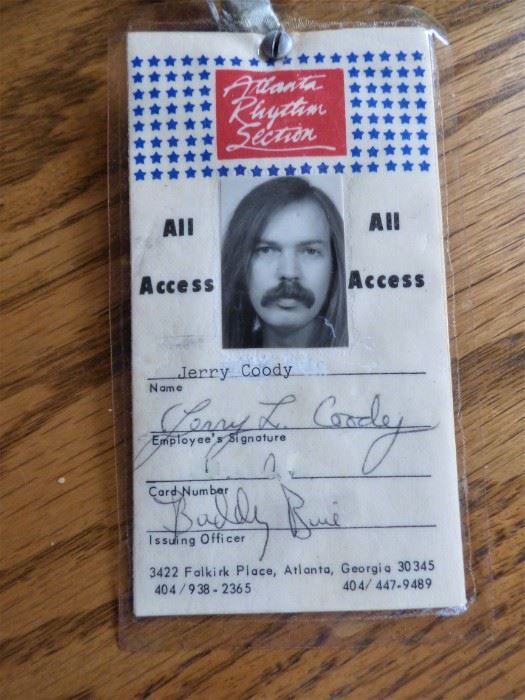 Atlanta
Rhythm
Section
All All
Access Access
Jerry Coody
Name
Jerry L. Coody
Employee's Signature
Card Number
Buddy Buie
Issuing Officer
3422 Falkirk Place, Atlanta, Georgia 30345
404/938-2365 404/447-9489